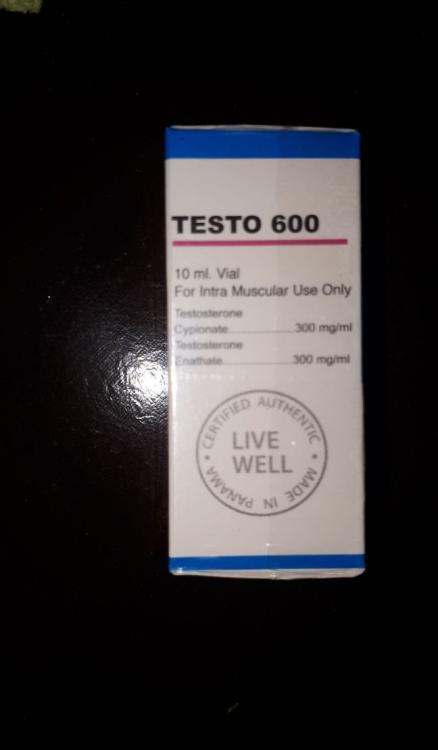 TESTO 600
10 ml. Vial
For Intra Muscular Use Only
Testosterone
Cypionate............................300 mg/ml
Testosterone
Enathate............................300 mg/ml
CERTIFIED AUTHENTIC
LIVE
WELL
• MADE IN PANAMA •